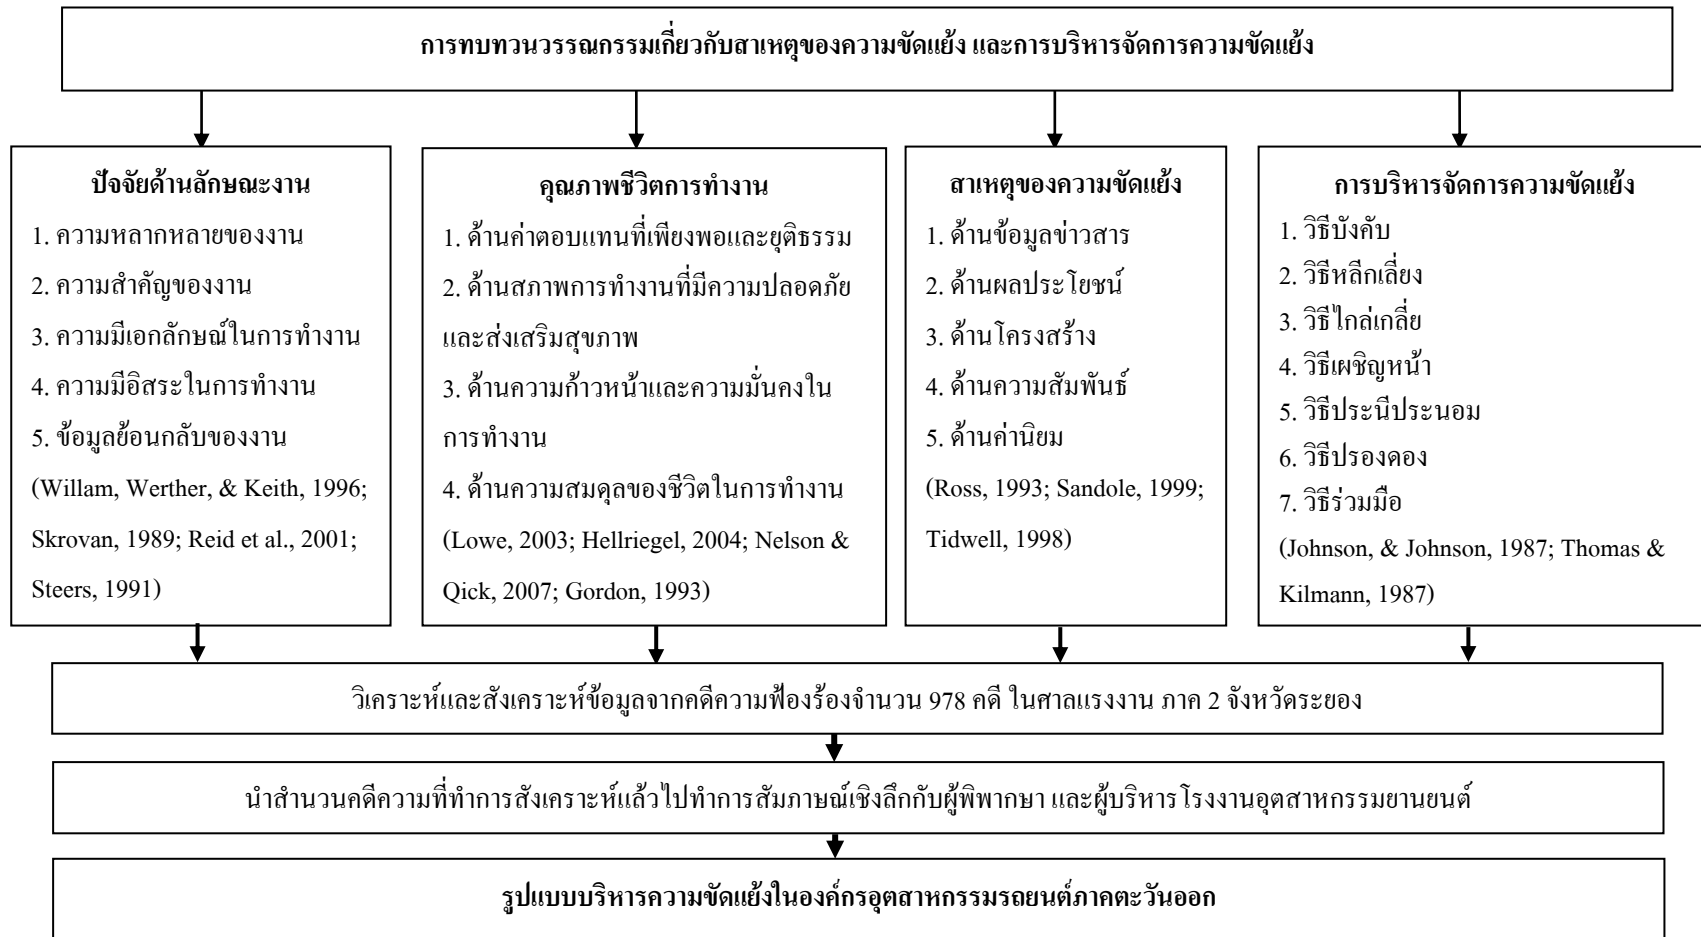 การทบทวนวรรณกรรมเกี่ยวกับสาเหตุของความขัดแย้ง และการบริหารจัดการความขัดแย้ง
ปัจจัยด้านลักษณะงาน
1. ความหลากหลายของงาน
2. ความสำคัญของงาน
3. ความมีเอกลักษณ์ในการทำงาน
4. ความมีอิสระในการทำงาน
5. ข้อมูลย้อนกลับของงาน
(Willam, Werther, & Keith, 1996;
Skrovan, 1989; Reid et al., 2001;
Steers, 1991)
คุณภาพชีวิตการทำงาน
1. ด้านค่าตอบแทนที่เพียงพอและยุติธรรม
2. ด้านสภาพการทำงานที่มีความปลอดภัย
และส่งเสริมสุขภาพ
3. ด้านความก้าวหน้าและความมั่นคงใน
การทำงาน
4. ด้านความสมดุลของชีวิตในการทำงาน
(Lowe, 2003; Hellriegel, 2004; Nelson &
Qick, 2007; Gordon, 1993)
สาเหตุของความขัดแย้ง
1. ด้านข้อมูลข่าวสาร
2. ด้านผลประโยชน์
3. ด้านโครงสร้าง
4. ด้านความสัมพันธ์
5. ด้านค่านิยม
(Ross, 1993; Sandole, 1999;
Tidwell, 1998)
การบริหารจัดการความขัดแย้ง
1. วิธีบังคับ
2. วิธีหลีกเลี่ยง
3. วิธีไกล่เกลี่ย
4. วิธีเผชิญหน้า
5. วิธีประนีประนอม
6. วิธีปรองดอง
7. วิธีร่วมมือ
(Johnson, & Johnson, 1987; Thomas &
Kilmann, 1987)
วิเคราะห์และสังเคราะห์ข้อมูลจากคดีความฟ้องร้องจำนวน 978 คดี ในศาลแรงงาน ภาค 2 จังหวัดระยอง
นำสำนวนคดีความที่ทำการสังเคราะห์แล้วไปทำการสัมภาษณ์เชิงลึกกับผู้พิพากษา และผู้บริหารโรงงานอุตสาหกรรมยานยนต์
รูปแบบบริหารความขัดแย้งในองค์กรอุตสาหกรรมรถยนต์ภาคตะวันออก